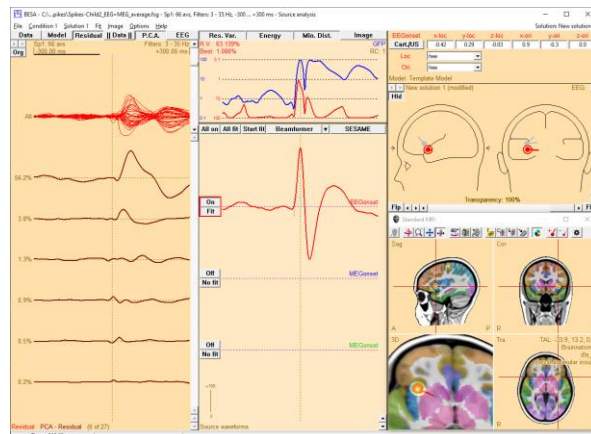 BESA - C:\...pikes\Spikes-Child2_EEG+MEG_average.fsg - Sp1: 66 avs, Filters: 3 - 35 Hz, -300 ... +300 ms - Source analysis
File Condition 1 Solution 1 Fit Image Options Display Help
Solution: New solution
Data Model Residual || Data || P.C.A. EEG
Org
Sp1: 66 avs
-300.00 ms
Filters: 3 - 35 Hz
+300.00 ms
All
56.2%
3.8%
1.3%
0.9%
0.5%
0.2%
Residual PCA - Residual (6 of 27)
Res. Var. Energy Min. Dist. Image
R.V. 63.139%
Best: 1.080%
GFP
RC: 1
All on All fit Start fit Beamformer SESAME
On
Fit
EEGonset
Off
No fit
MEGonset
Off
No fit
MEGonset
Source waveforms
EEGonset x-loc y-loc z-loc x-ori y-ori z-ori
Cart.US -0.42 0.29 -0.03 0.9 -0.3 0.0
Loc: free
Ori: free
Model: Template Model
New solution 1 (modified) EEG
Hld
Transparency: 100%
Flp
Standard MRI
Sag
Cor
A P
R
3D
Tra
R